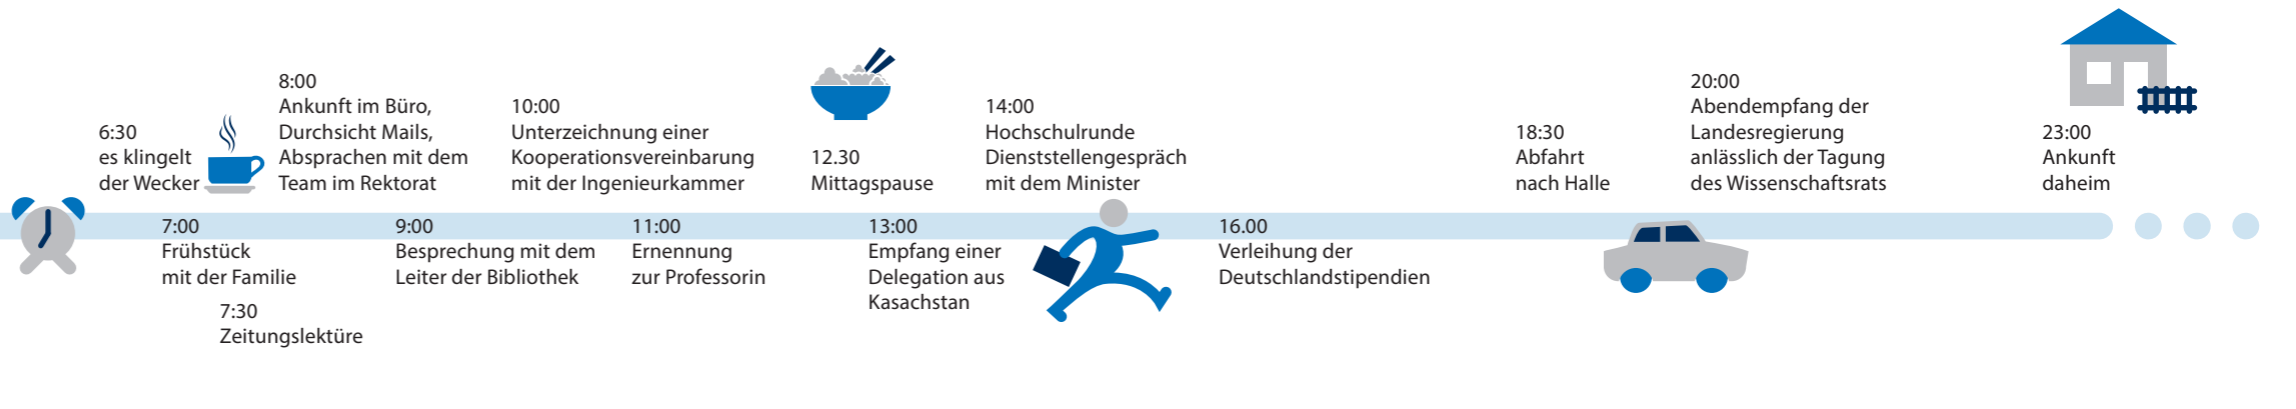 6:30
es klingelt
der Wecker
7:00
Frühstück
mit der Familie
7:30
Zeitungslektüre
8:00
Ankunft im Büro,
Durchsicht Mails,
Absprachen mit dem
Team im Rektorat
9:00
Besprechung mit dem
Leiter der Bibliothek
10:00
Unterzeichnung einer
Kooperationsvereinbarung
mit der Ingenieurkammer
11:00
Ernennung
zur Professorin
12.30
Mittagspause
13:00
Empfang einer
Delegation aus
Kasachstan
14:00
Hochschulrunde
Dienststellengespräch
mit dem Minister
16.00
Verleihung der
Deutschlandstipendien
18:30
Abfahrt
nach Halle
20:00
Abendempfang der
Landesregierung
anlässlich der Tagung
des Wissenschaftsrats
23:00
Ankunft
daheim